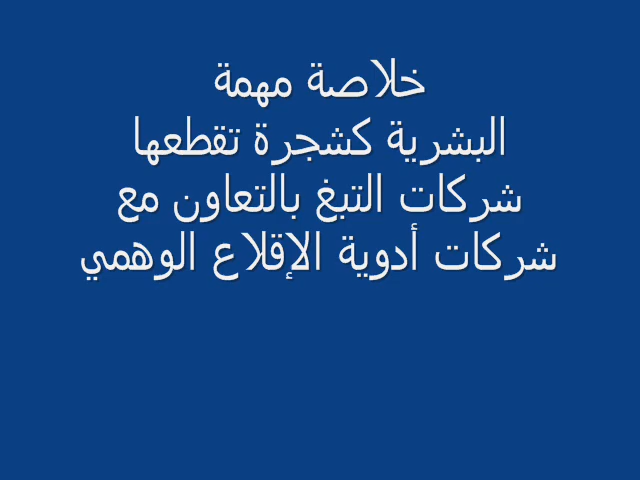 خلاصة مهمة
البشرية كشجرة تقطعها
شركات التبغ بالتعاون مع
شركات أدوية الإقلاع الوهمي